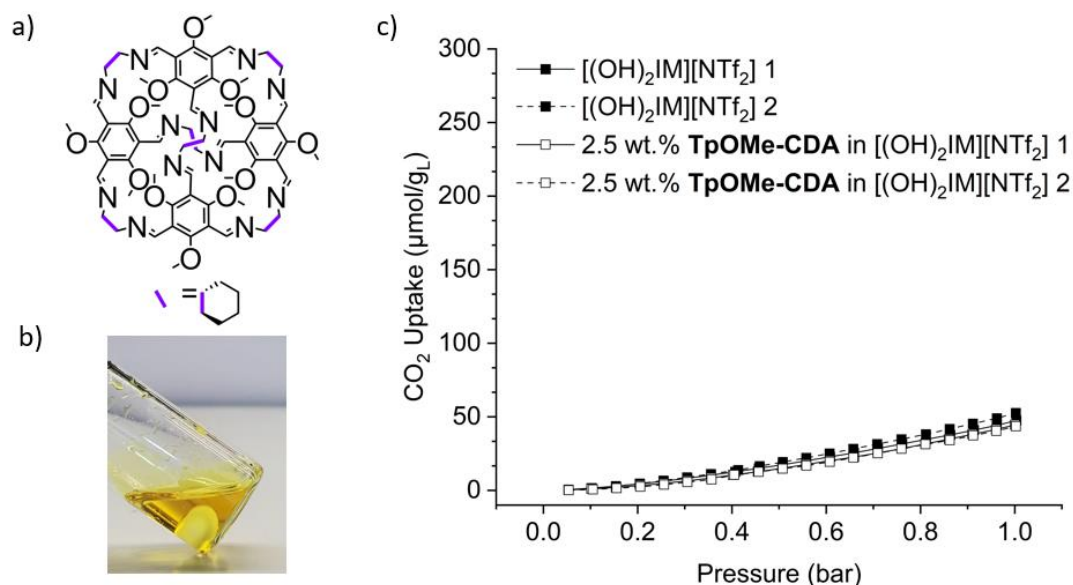 a)
O
N N
N O O N
O O
N N
O O
N N
O O
N O O N
N N
O
=
b)
c)
CO₂ Uptake (µmol/g_L)
300
250
200
150
100
50
0
[(OH)₂IM][NTf₂] 1
[(OH)₂IM][NTf₂] 2
2.5 wt.% TpOMe-CDA in [(OH)₂IM][NTf₂] 1
2.5 wt.% TpOMe-CDA in [(OH)₂IM][NTf₂] 2
0.0 0.2 0.4 0.6 0.8 1.0
Pressure (bar)